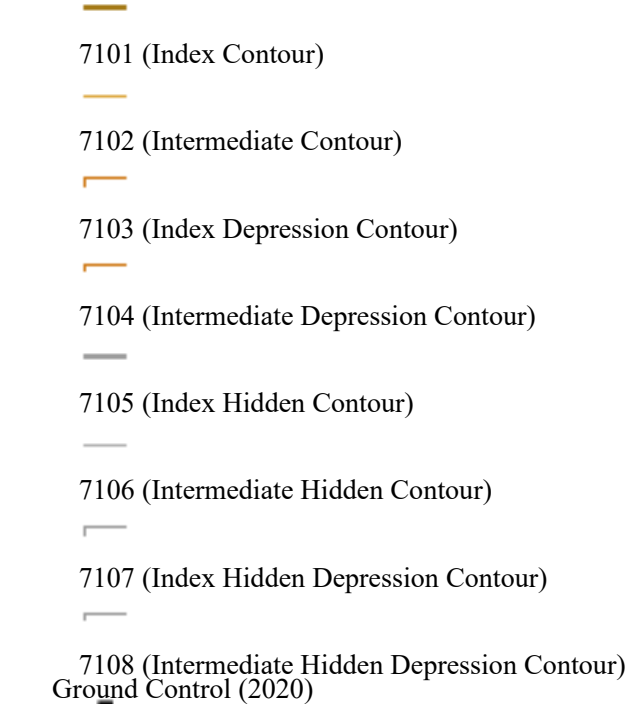 7101 (Index Contour)
7102 (Intermediate Contour)
7103 (Index Depression Contour)
7104 (Intermediate Depression Contour)
7105 (Index Hidden Contour)
7106 (Intermediate Hidden Contour)
7107 (Index Hidden Depression Contour)
7108 (Intermediate Hidden Depression Contour)
Ground Control (2020)